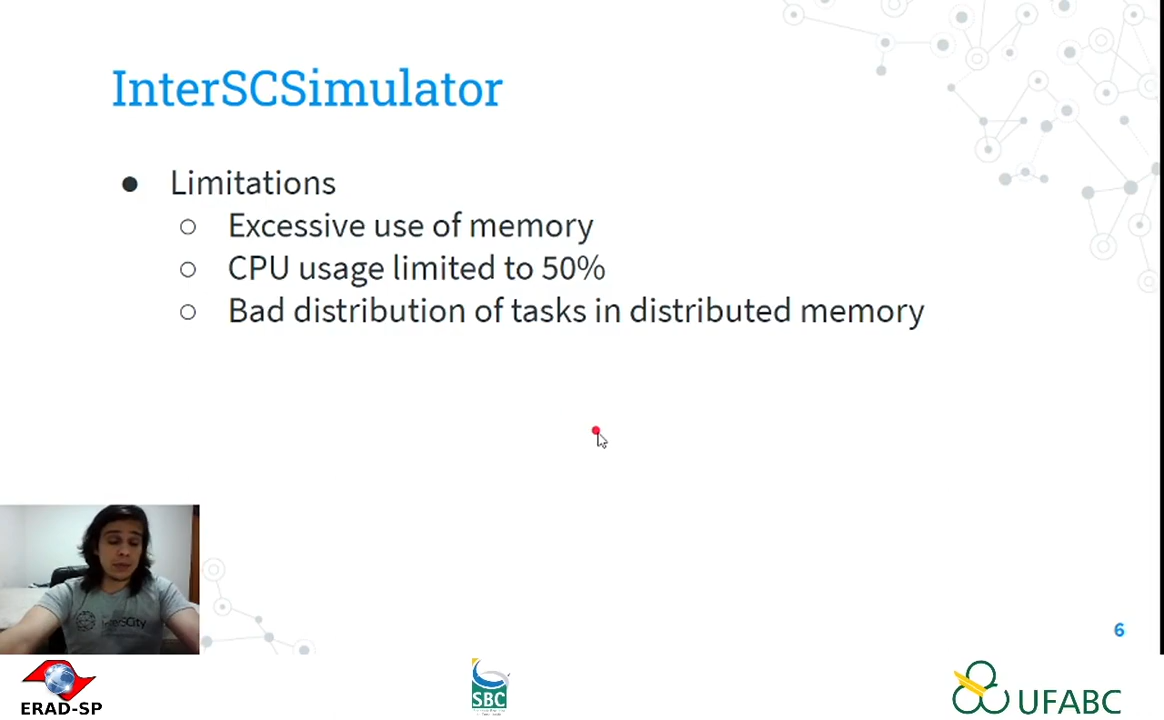 InterSCSimulator
● Limitations
○ Excessive use of memory
○ CPU usage limited to 50%
○ Bad distribution of tasks in distributed memory
InterSCity
6
ERAD-SP
SBC
UFABC